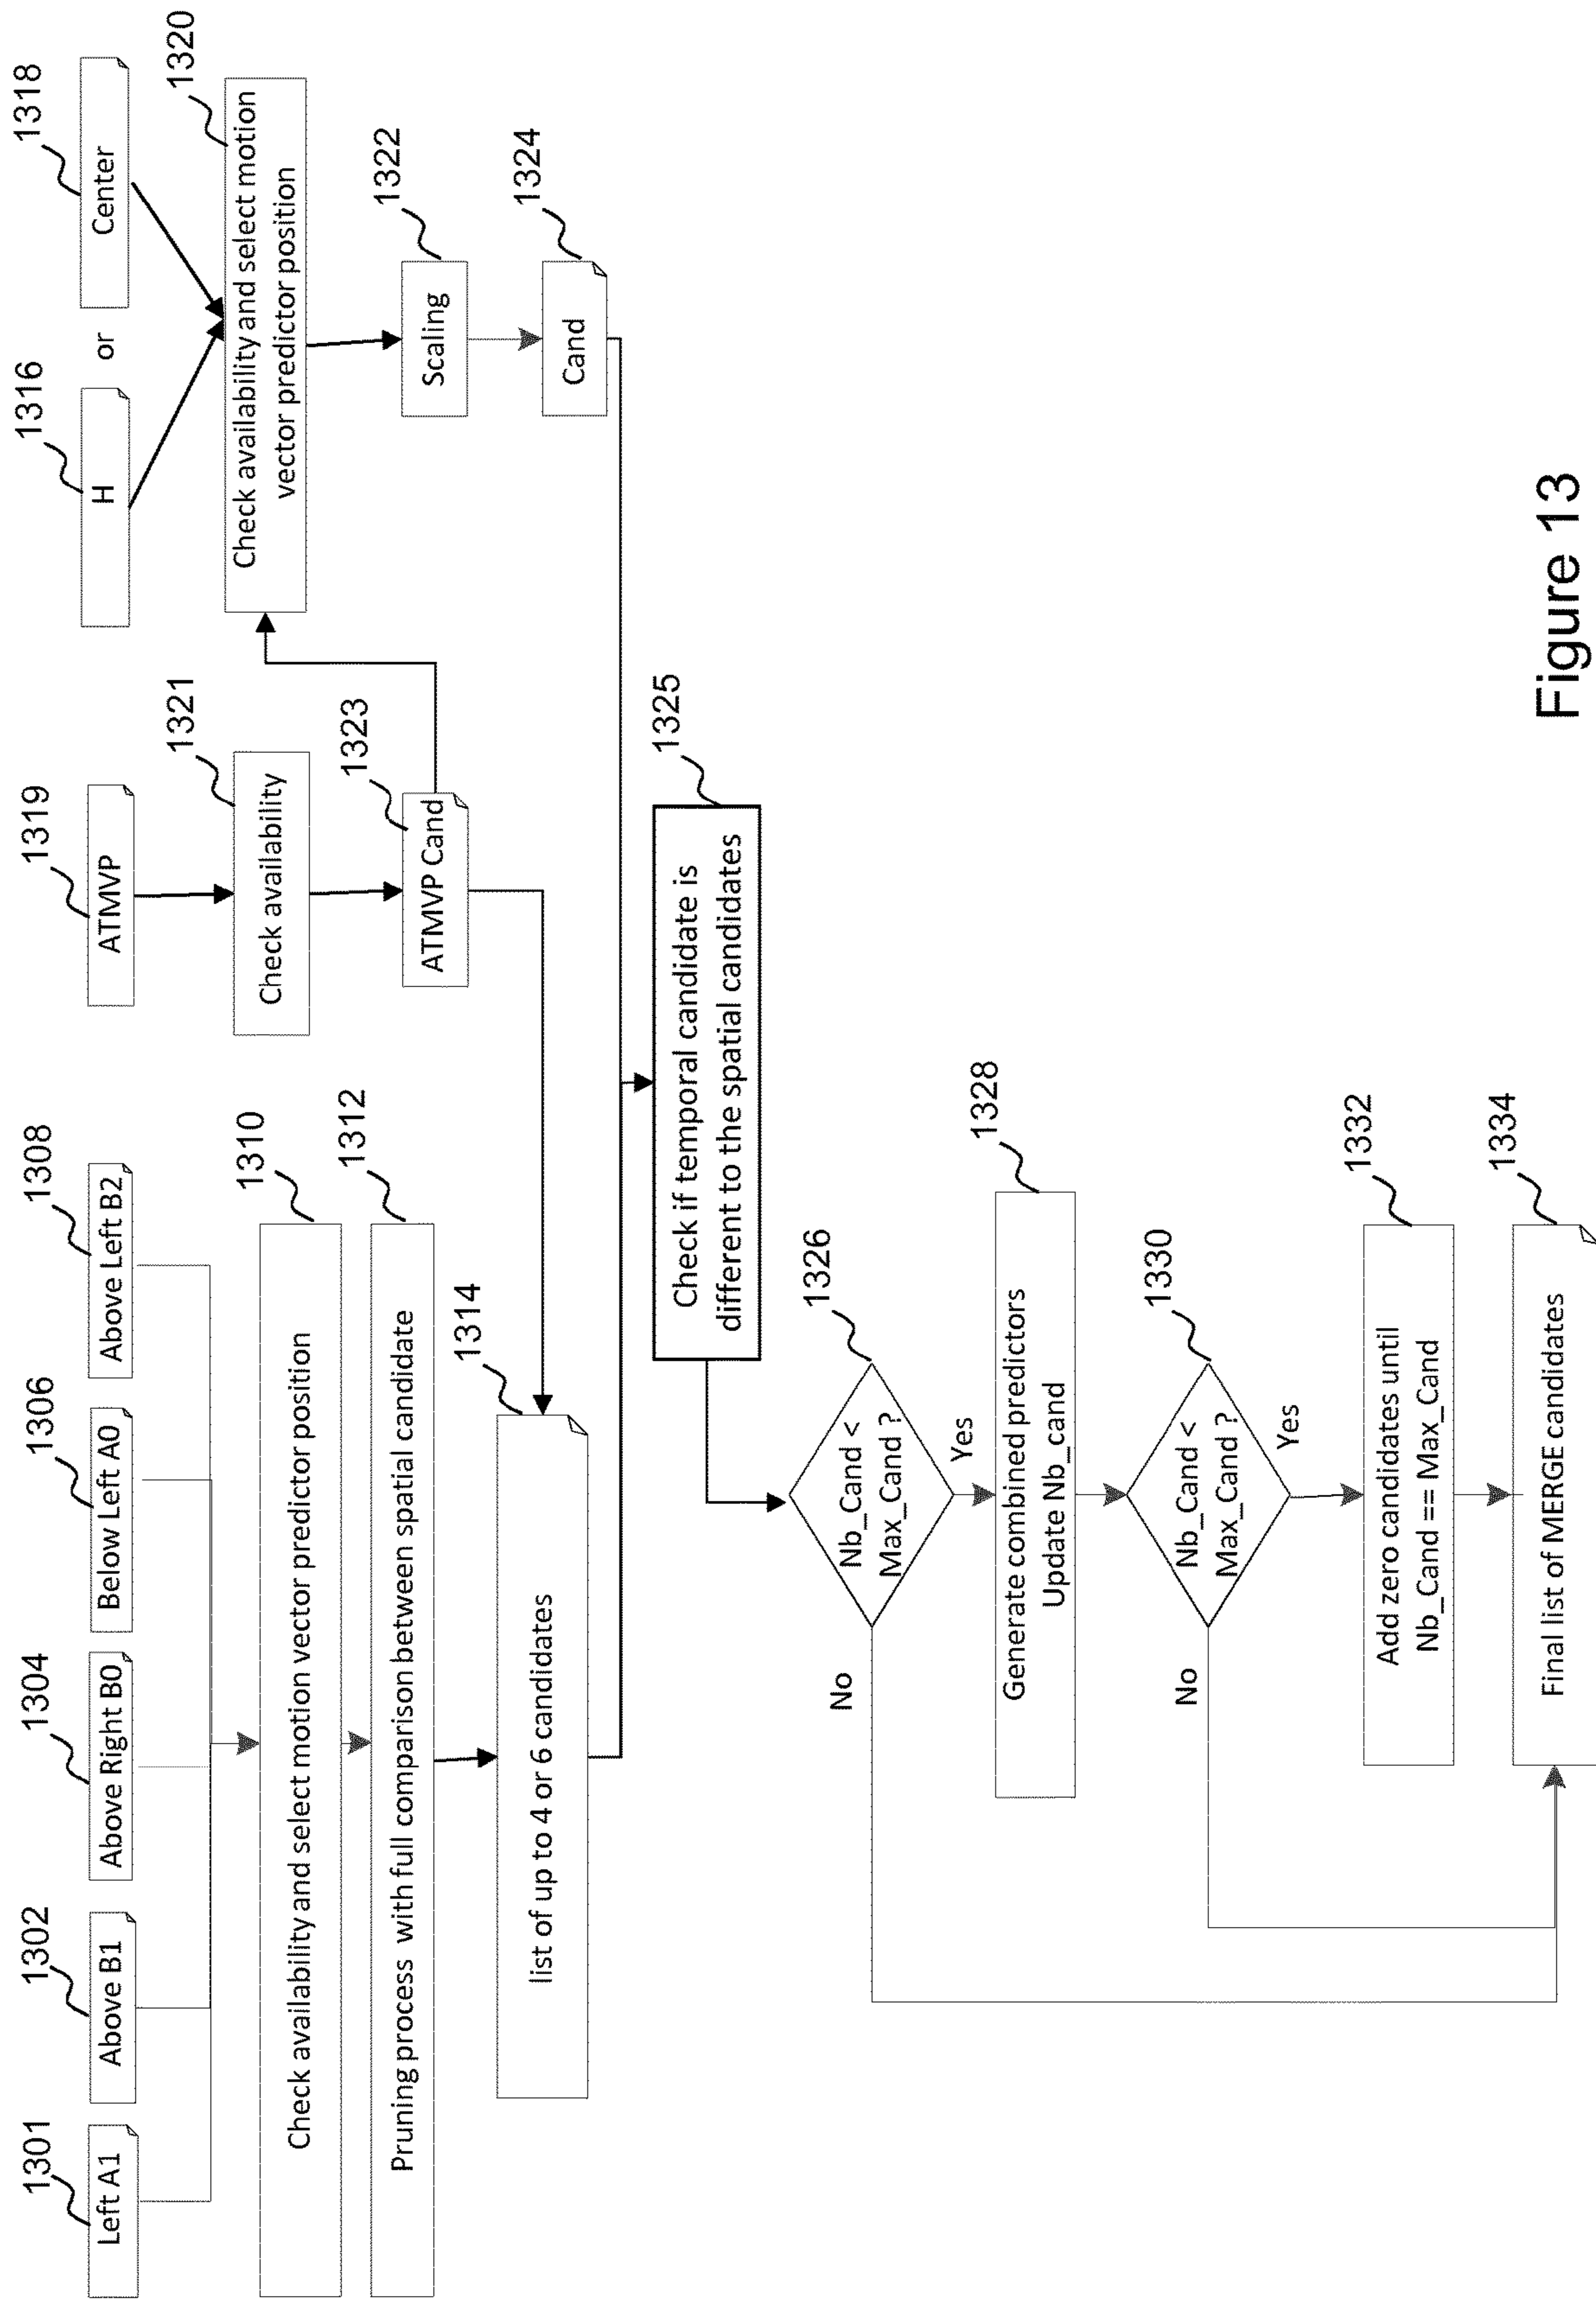 1301
1302
1304
1306
1308
1319
1316
1318
Left A1
Above B1
Above Right B0
Below Left A0
Above Left B2
ATMVP
H
or
Center
1310
1321
1320
Check availability and select motion vector predictor position
Check availability
Check availability and select motion
vector predictor position
1312
1323
1322
Pruning process with full comparison between spatial candidate
ATMVP Cand
Scaling
1314
1324
list of up to 4 or 6 candidates
Cand
1325
Check if temporal candidate is
different to the spatial candidates
1326
Nb_Cand <
Max_Cand ?
No
Yes
1328
Generate combined predictors
Update Nb_cand
1330
Nb_Cand <
Max_Cand ?
No
Yes
1332
Add zero candidates until
Nb_Cand == Max_Cand
1334
Final list of MERGE candidates
Figure 13